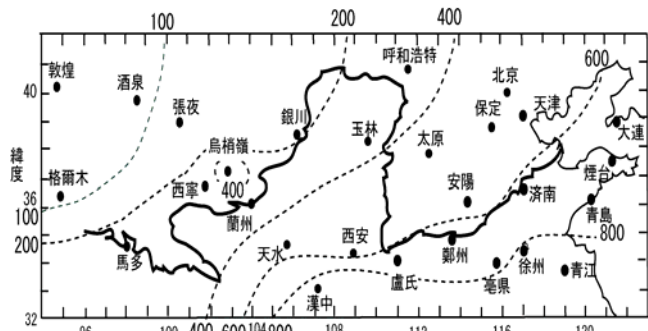 100 200 400
呼和浩特 600
敦煌 酒泉 北京
40 張夜 銀川 保定 天津
玉林 大連
烏梢嶺 太原
緯度 格爾木 西寧 400 安陽 煙台
36 蘭州 済南 青島
100
200 天水 西安 鄭州 800
馬多 盧氏 徐州
漢中 亳県 青江
32
400 104 108